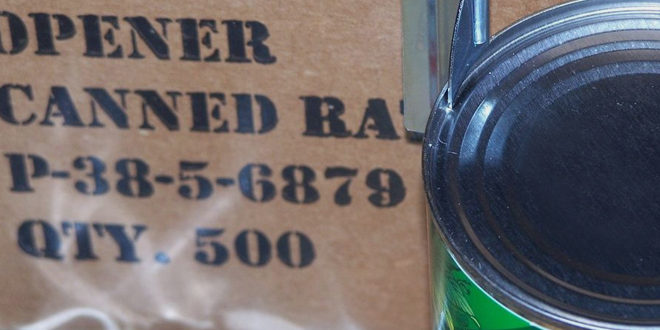 OPENER
CANNED RA
P-38-5-6879
QTY. 500